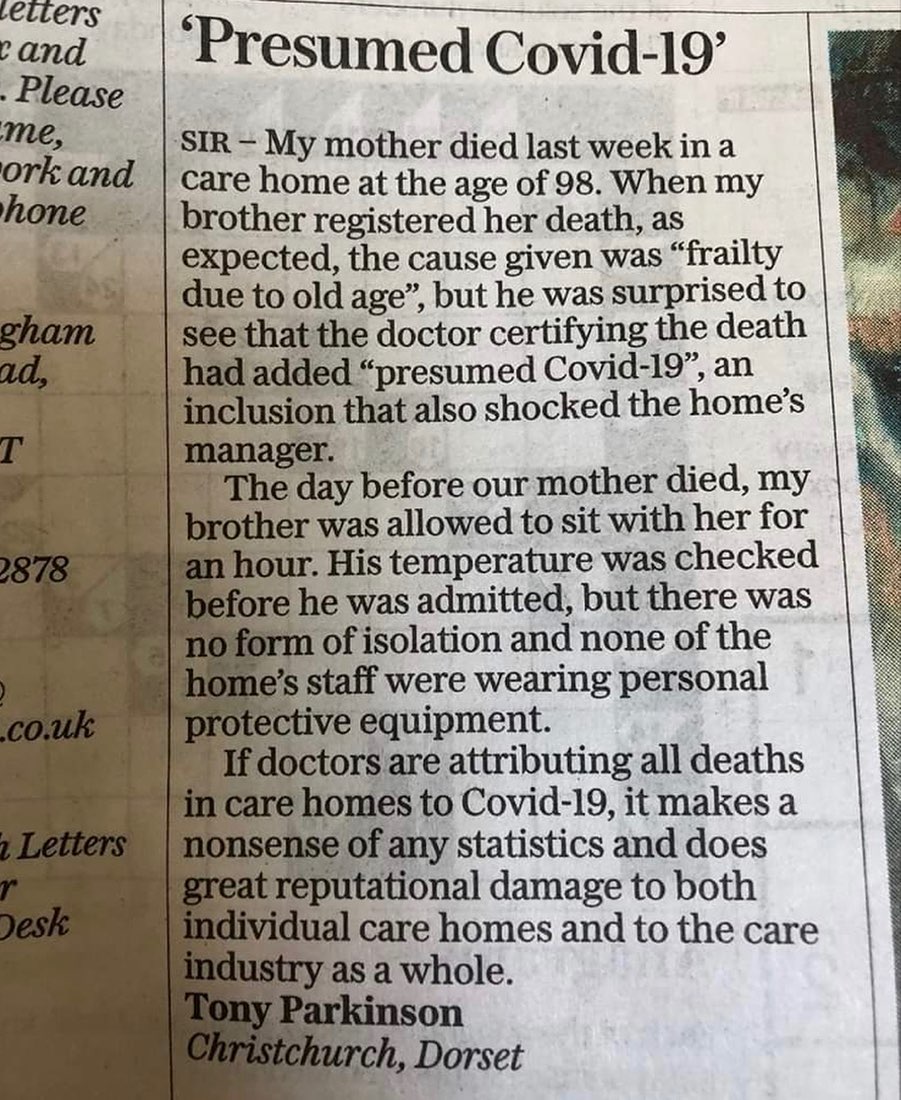 letters
and
. Please
me,
ork and
phone
gham
ad,
T
2878
.co.uk
Letters
r
Desk
‘Presumed Covid-19’
SIR – My mother died last week in a
care home at the age of 98. When my
brother registered her death, as
expected, the cause given was “frailty
due to old age”, but he was surprised to
see that the doctor certifying the death
had added “presumed Covid-19”, an
inclusion that also shocked the home’s
manager.
The day before our mother died, my
brother was allowed to sit with her for
an hour. His temperature was checked
before he was admitted, but there was
no form of isolation and none of the
home’s staff were wearing personal
protective equipment.
If doctors are attributing all deaths
in care homes to Covid-19, it makes a
nonsense of any statistics and does
great reputational damage to both
individual care homes and to the care
industry as a whole.
Tony Parkinson
Christchurch, Dorset